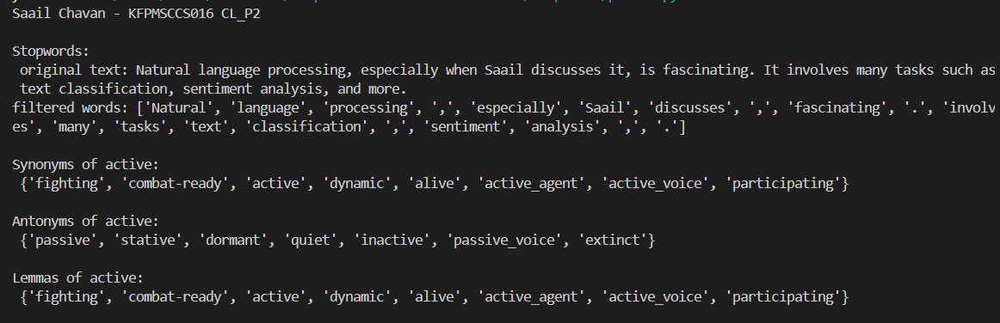 Saail Chavan - KFPMSCCS016 CL_P2
Stopwords:
original text: Natural language processing, especially when Saail discusses it, is fascinating. It involves many tasks such as
text classification, sentiment analysis, and more.
filtered words: ['Natural', 'language', 'processing', ',', 'especially', 'Saail', 'discusses', ',', 'fascinating', '.', 'involv
es', 'many', 'tasks', 'text', 'classification', ',', 'sentiment', 'analysis', ',', '.']
Synonyms of active:
{'fighting', 'combat-ready', 'active', 'dynamic', 'alive', 'active_agent', 'active_voice', 'participating'}
Antonyms of active:
{'passive', 'stative', 'dormant', 'quiet', 'inactive', 'passive_voice', 'extinct'}
Lemmas of active:
{'fighting', 'combat-ready', 'active', 'dynamic', 'alive', 'active_agent', 'active_voice', 'participating'}